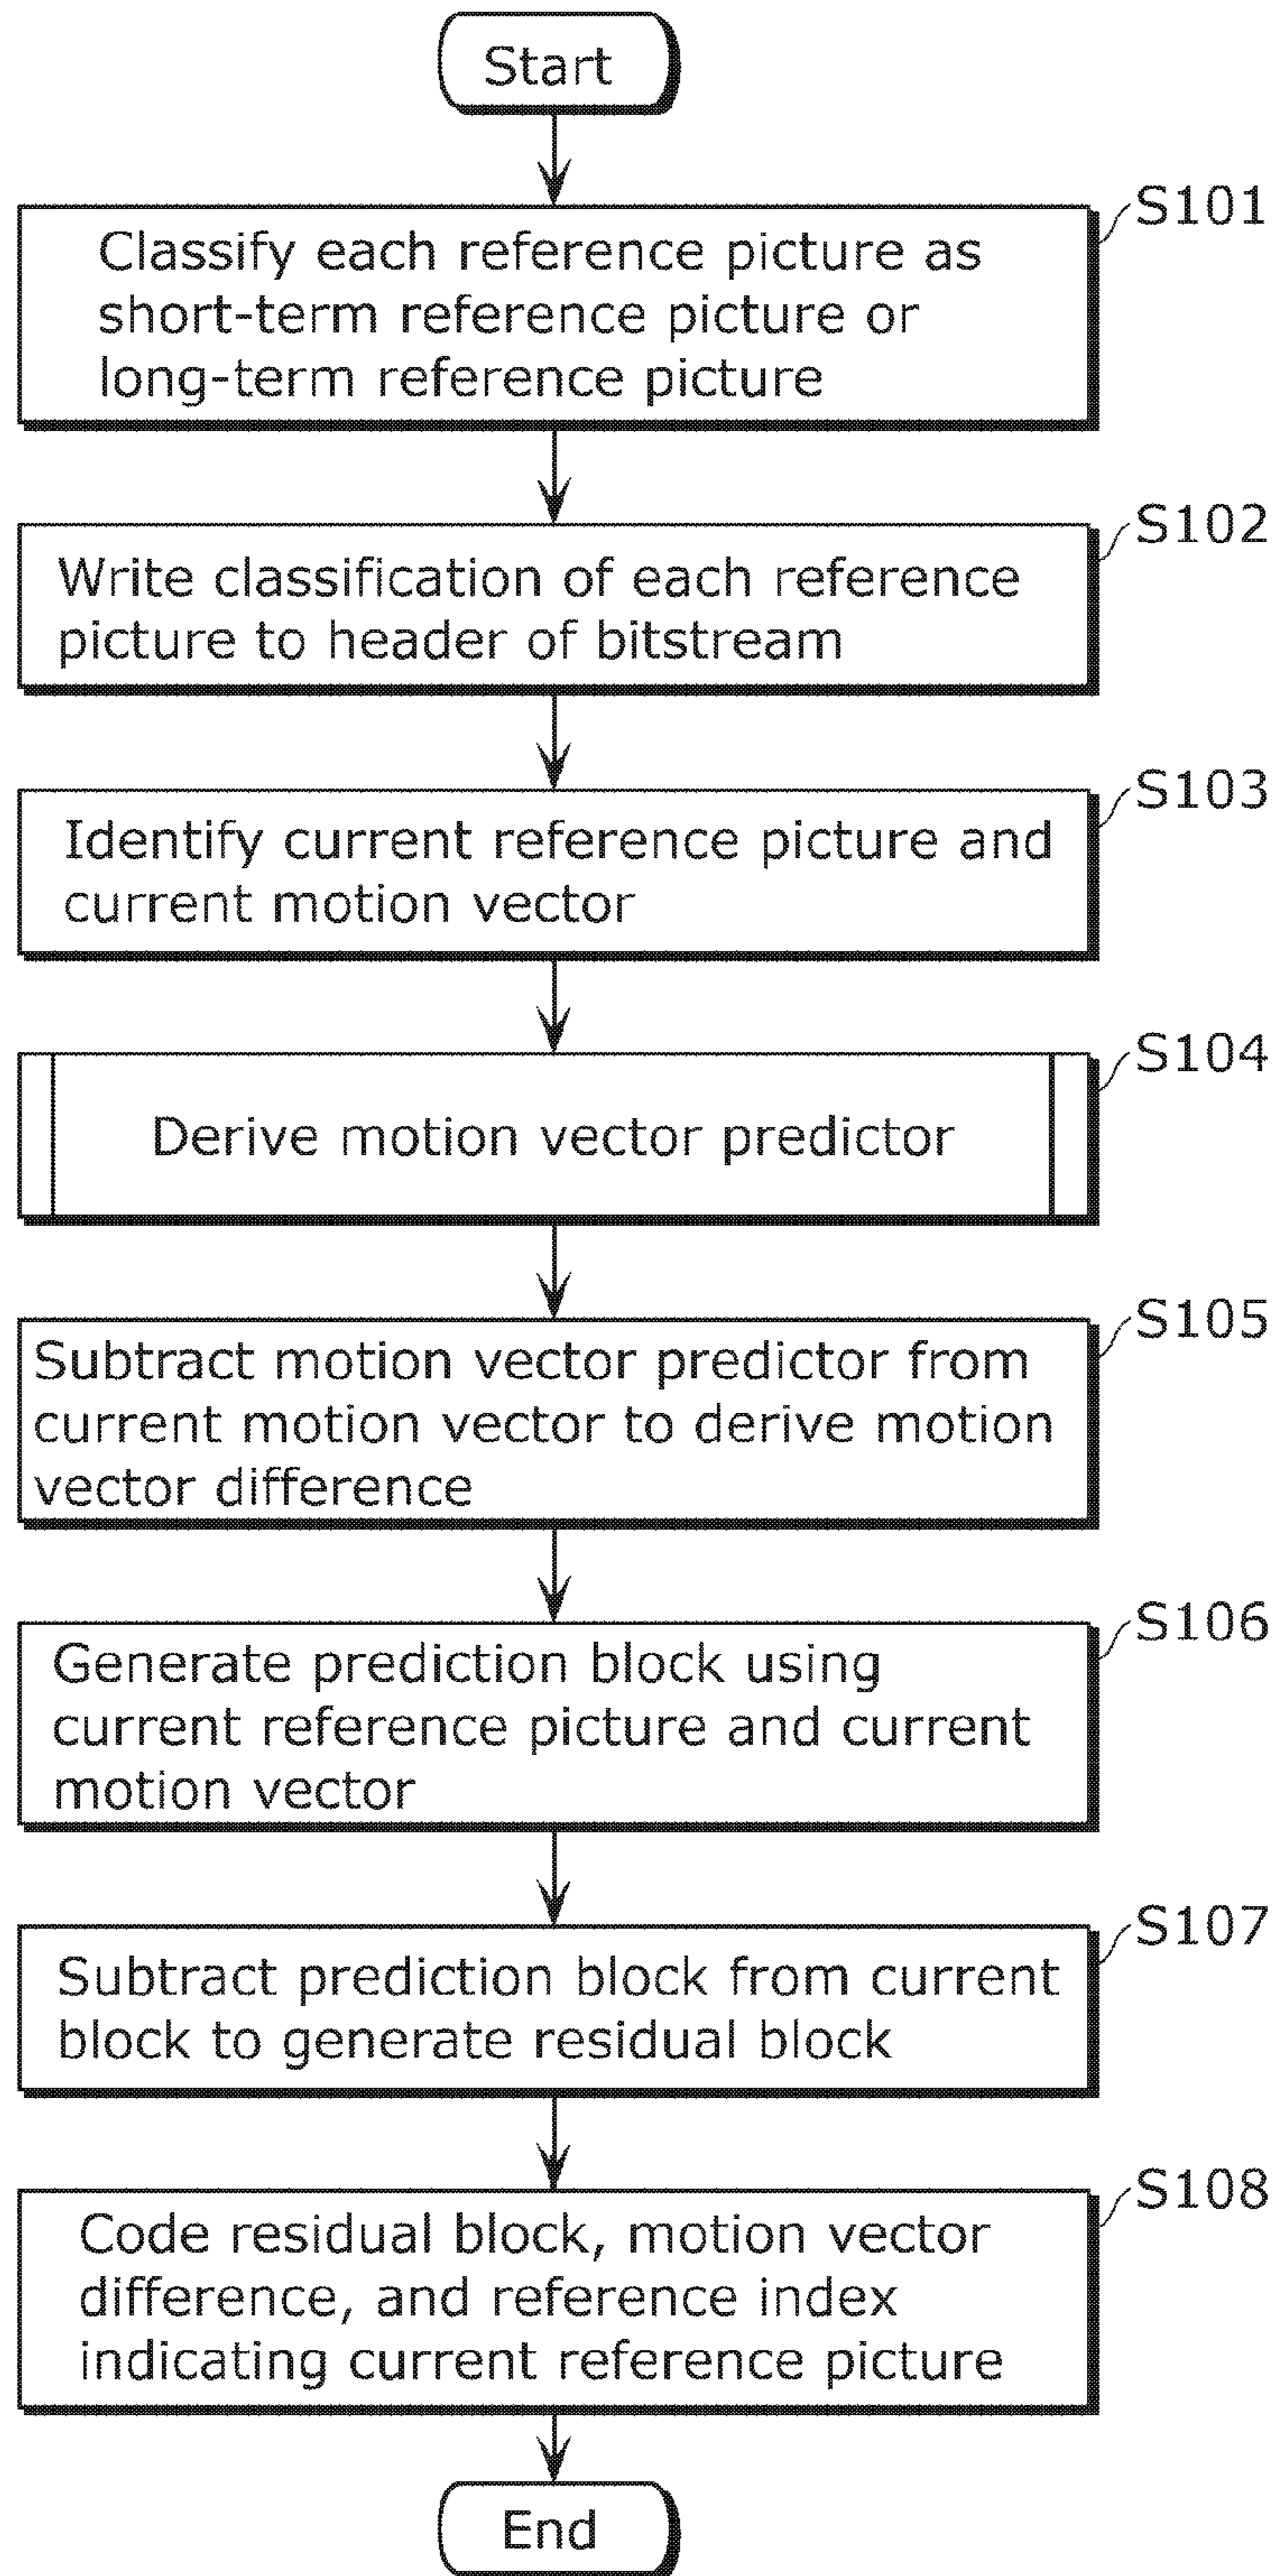 Start
S101
Classify each reference picture as
short-term reference picture or
long-term reference picture
S102
Write classification of each reference
picture to header of bitstream
S103
Identify current reference picture and
current motion vector
S104
Derive motion vector predictor
S105
Subtract motion vector predictor from
current motion vector to derive motion
vector difference
S106
Generate prediction block using
current reference picture and current
motion vector
S107
Subtract prediction block from current
block to generate residual block
S108
Code residual block, motion vector
difference, and reference index
indicating current reference picture
End